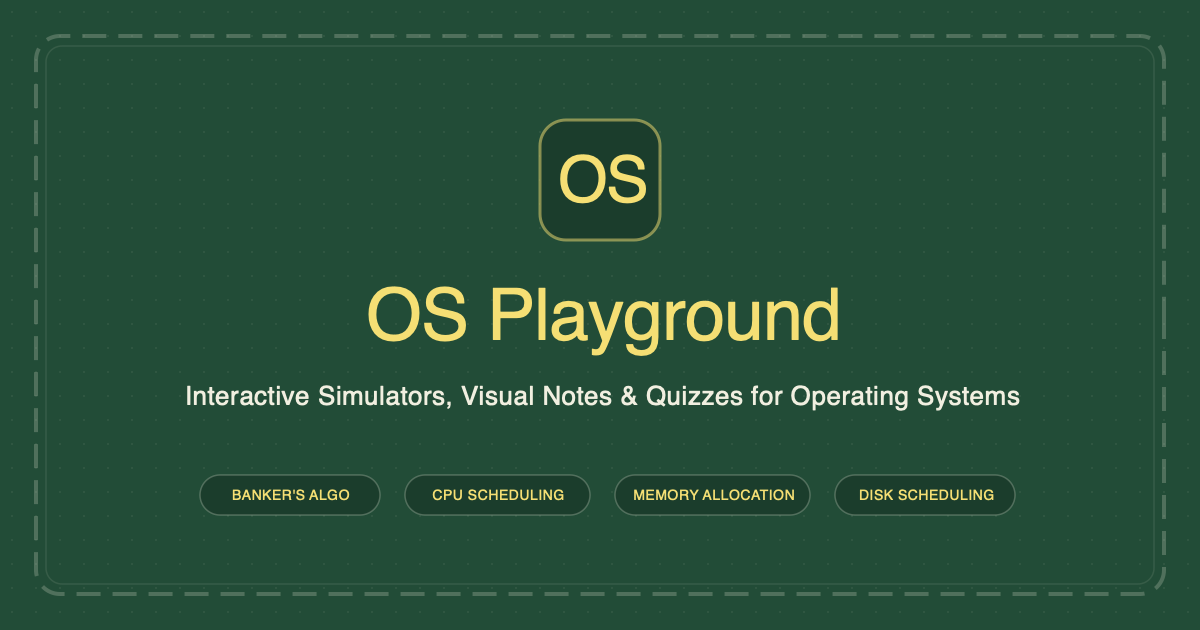 OS
OS Playground
Interactive Simulators, Visual Notes & Quizzes for Operating Systems
BANKER'S ALGO CPU SCHEDULING MEMORY ALLOCATION DISK SCHEDULING